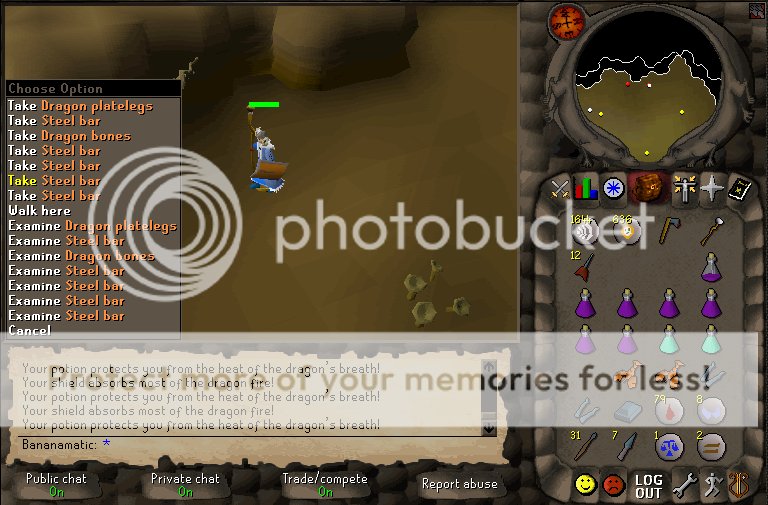 Choose Option
Take Dragon platelegs
Take Steel bar
Take Dragon bones
Take Steel bar
Take Steel bar
Take Steel bar
Take Steel bar
Walk here
Examine Dragon platelegs
Examine Steel bar
Examine Dragon bones
Examine Steel bar
Examine Steel bar
Examine Steel bar
Examine Steel bar
Cancel
photobucket
Protect more of your memories for less!
Your potion protects you from the heat of the dragon's breath!
Your shield absorbs most of the dragon fire!
Your potion protects you from the heat of the dragon's breath!
Your shield absorbs most of the dragon fire!
Your potion protects you from the heat of the dragon's breath!
Bananamatic: *
Public chat
On
Private chat
On
Trade/compete
On
Report abuse
636
12
79
8
31
7
1
2
LOG
OUT